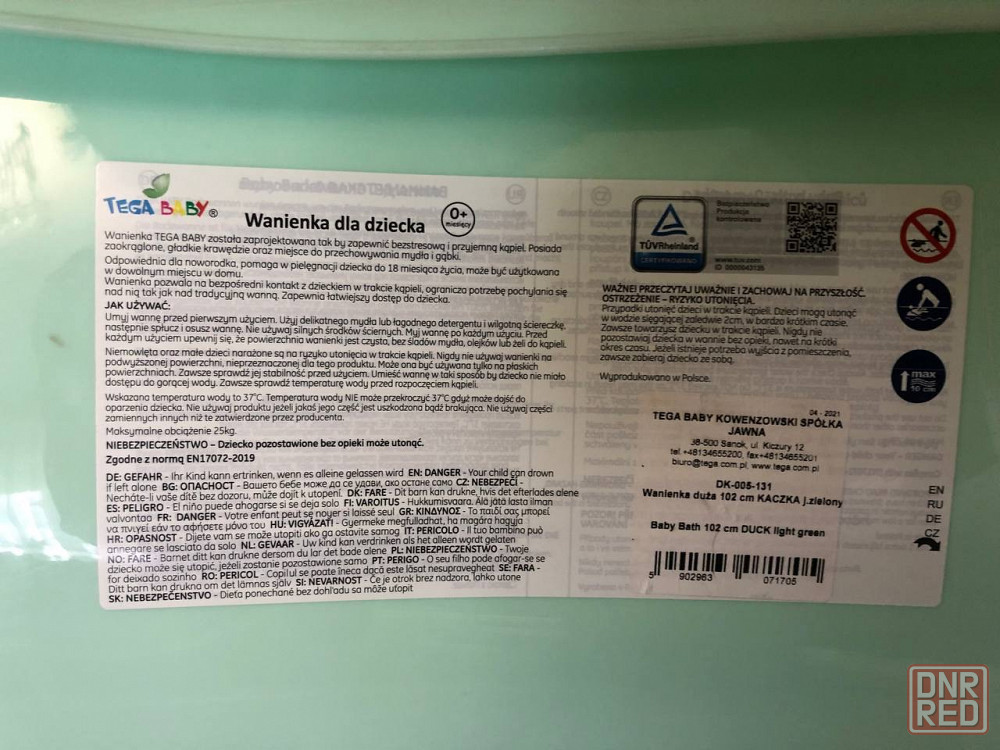 TEGA BABY®
Wanienka dla dziecka
0+
miesięcy
Wanienka TEGA BABY została zaprojektowana tak by zapewnić bezstresową i przyjemną kąpiel. Posiada
zaokrąglone, gładkie krawędzie oraz miejsce do przechowywania mydła i gąbki.
Odpowiednia dla noworodka, pomaga w pielęgnacji dziecka do 18 miesiąca życia, może być użytkowana
w dowolnym miejscu w domu.
Wanienka pozwala na bezpośredni kontakt z dzieckiem w trakcie kąpieli, ogranicza potrzebę pochylania się
nad nią tak jak nad tradycyjną wanną. Zapewnia łatwiejszy dostęp do dziecka.
JAK UŻYWAĆ:
Umyj wannę przed pierwszym użyciem. Użyj delikatnego mydła lub łagodnego detergentu i wilgotną ściereczkę,
następnie spłucz i osusz wannę. Nie używaj silnych środków ściernych. Myj wannę po każdym użyciu. Przed
każdym użyciem upewnij się, że powierzchnia wanienki jest czysta, bez śladów mydła, olejków lub żeli do kąpieli.
Niemowlęta oraz małe dzieci narażone są na ryzyko utonięcia w trakcie kąpieli. Nigdy nie używaj wanienki na
podwyższonej powierzchni, nieprzeznaczonej dla tego produktu. Może ona być używana tylko na płaskich
powierzchniach. Zawsze sprawdź jej stabilność przed użyciem. Umieść wannę w taki sposób by dziecko nie miało
dostępu do gorącej wody. Zawsze sprawdź temperaturę wody przed rozpoczęciem kąpieli.
Wskazana temperatura wody to 37°C. Temperatura wody NIE może przekroczyć 37°C gdyż może dojść do
oparzenia dziecka. Nie używaj produktu jeżeli jakaś jego część jest uszkodzona bądź brakująca. Nie używaj części
zamiennych innych niż te zatwierdzone przez producenta.
Maksymalne obciążenie 25kg.
NIEBEZPIECZEŃSTWO – Dziecko pozostawione bez opieki może utonąć.
Zgodne z normą EN17072-2019
DE: GEFAHR - Ihr Kind kann ertrinken, wenn es alleine gelassen wird EN: DANGER - Your child can drown
if left alone BG: ОПАСНОСТ - Вашето бебе може да се удави, ако остане само CZ: NEBEZPEČI -
Necháte-li vaše dítě bez dozoru, může dojít k utopení. DK: FARE - Dit barn kan drukne, hvis det efterlades alene
ES: PELIGRO - El niño puede ahogarse si se deja solo FI: VAROITUS - Hukkumisvaara. Älä jätä lasta ilman
valvontaa FR: DANGER - Votre enfant peut se noyer si laissé seul GR: ΚΙΝΔΥΝΟΣ - Το παιδί σας μπορεί
να πνιγεί εάν το αφήσετε μόνο του HU: VIGYÁZAT! - Gyermeke megfulladhat, ha magára hagyja
HR: OPASNOST - Dijete vam se može utopiti ako ga ostavite samog IT: PERICOLO - Il tuo bambino può
annegare se lasciato da solo NL: GEVAAR - Uw kind kan verdrinken als het alleen wordt gelaten
NO: FARE - Barnet ditt kan drukne dersom du lar det bade alene PL: NIEBEZPIECZEŃSTWO - Twoje
dziecko może się utopić, jeżeli zostanie pozostawione samo PT: PERIGO - O seu filho pode afogar-se se
for deixado sozinho RO: PERICOL - Copilul se poate îneca dacă este lăsat nesupravegheat SE: FARA -
Ditt barn kan drukna om det lämnas själv SI: NEVARNOST - Če je otrok brez nadzora, lahko utone
SK: NEBEZPEČENSTVO - Dieťa ponechané bez dohľadu sa môže utopiť
TÜVRheinland
CERTYFIKOWANO
Bezpieczeństwo
Produkcja
kontrolowana
www.tuv.com
WAŻNE! PRZECZYTAJ UWAŻNIE I ZACHOWAJ NA PRZYSZŁOŚĆ.
OSTRZEŻENIE – RYZYKO UTONIĘCIA.
Przypadki utonięć dzieci w trakcie kąpieli. Dzieci mogą utonąć
w wodzie sięgającej zaledwie 2cm, w bardzo krótkim czasie.
Zawsze towarzysz dziecku w trakcie kąpieli. Nigdy nie
pozostawiaj dziecka w wannie bez opieki, nawet na krótki
okres czasu. Jeżeli istnieje potrzeba wyjścia z pomieszczenia,
zawsze zabieraj dziecko ze sobą.
Wyprodukowano w Polsce.
max
10 cm
04 - 2021
TEGA BABY KOWENZOWSKI SPÓŁKA
JAWNA
38-500 Sanok, ul. Kiczury 12
tel. +48134655200, fax+48134655201
biuro@tega.com.pl, www.tega.com.pl
DK-005-131
Wanienka duża 102 cm KACZKA j.zielony
Baby Bath 102 cm DUCK light green
5 902963 071705
EN
RU
DE
CZ
DNR
RED